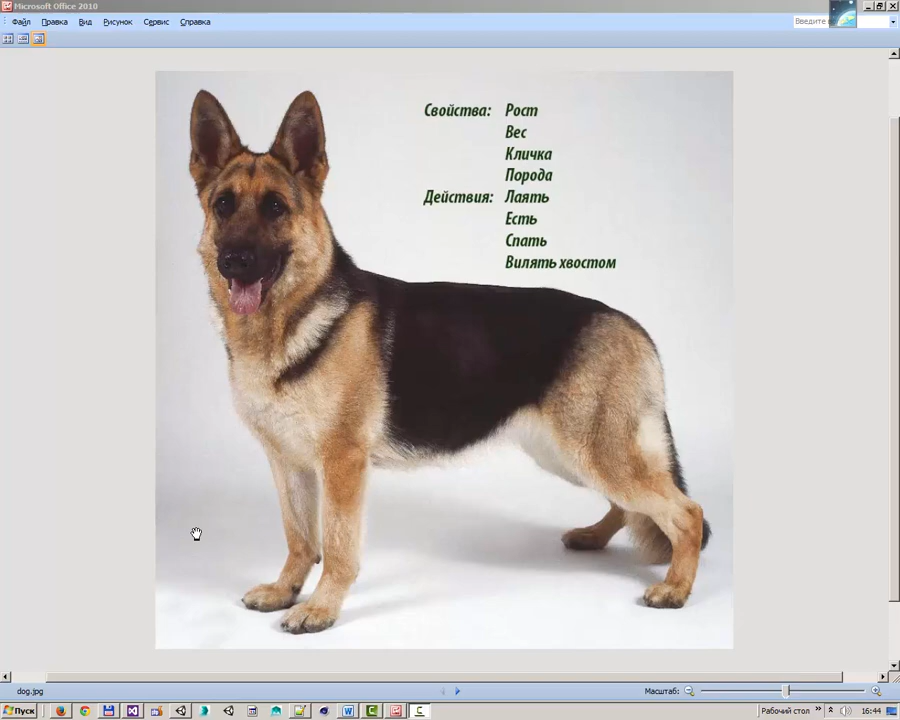 Microsoft Office 2010
Файл Правка Вид Рисунок Сервис Справка
Введите
Свойства: Рост
Вес
Кличка
Порода
Действия: Лаять
Есть
Спать
Вилять хвостом
dog.jpg
Масштаб:
Пуск
Рабочий стол
16:44